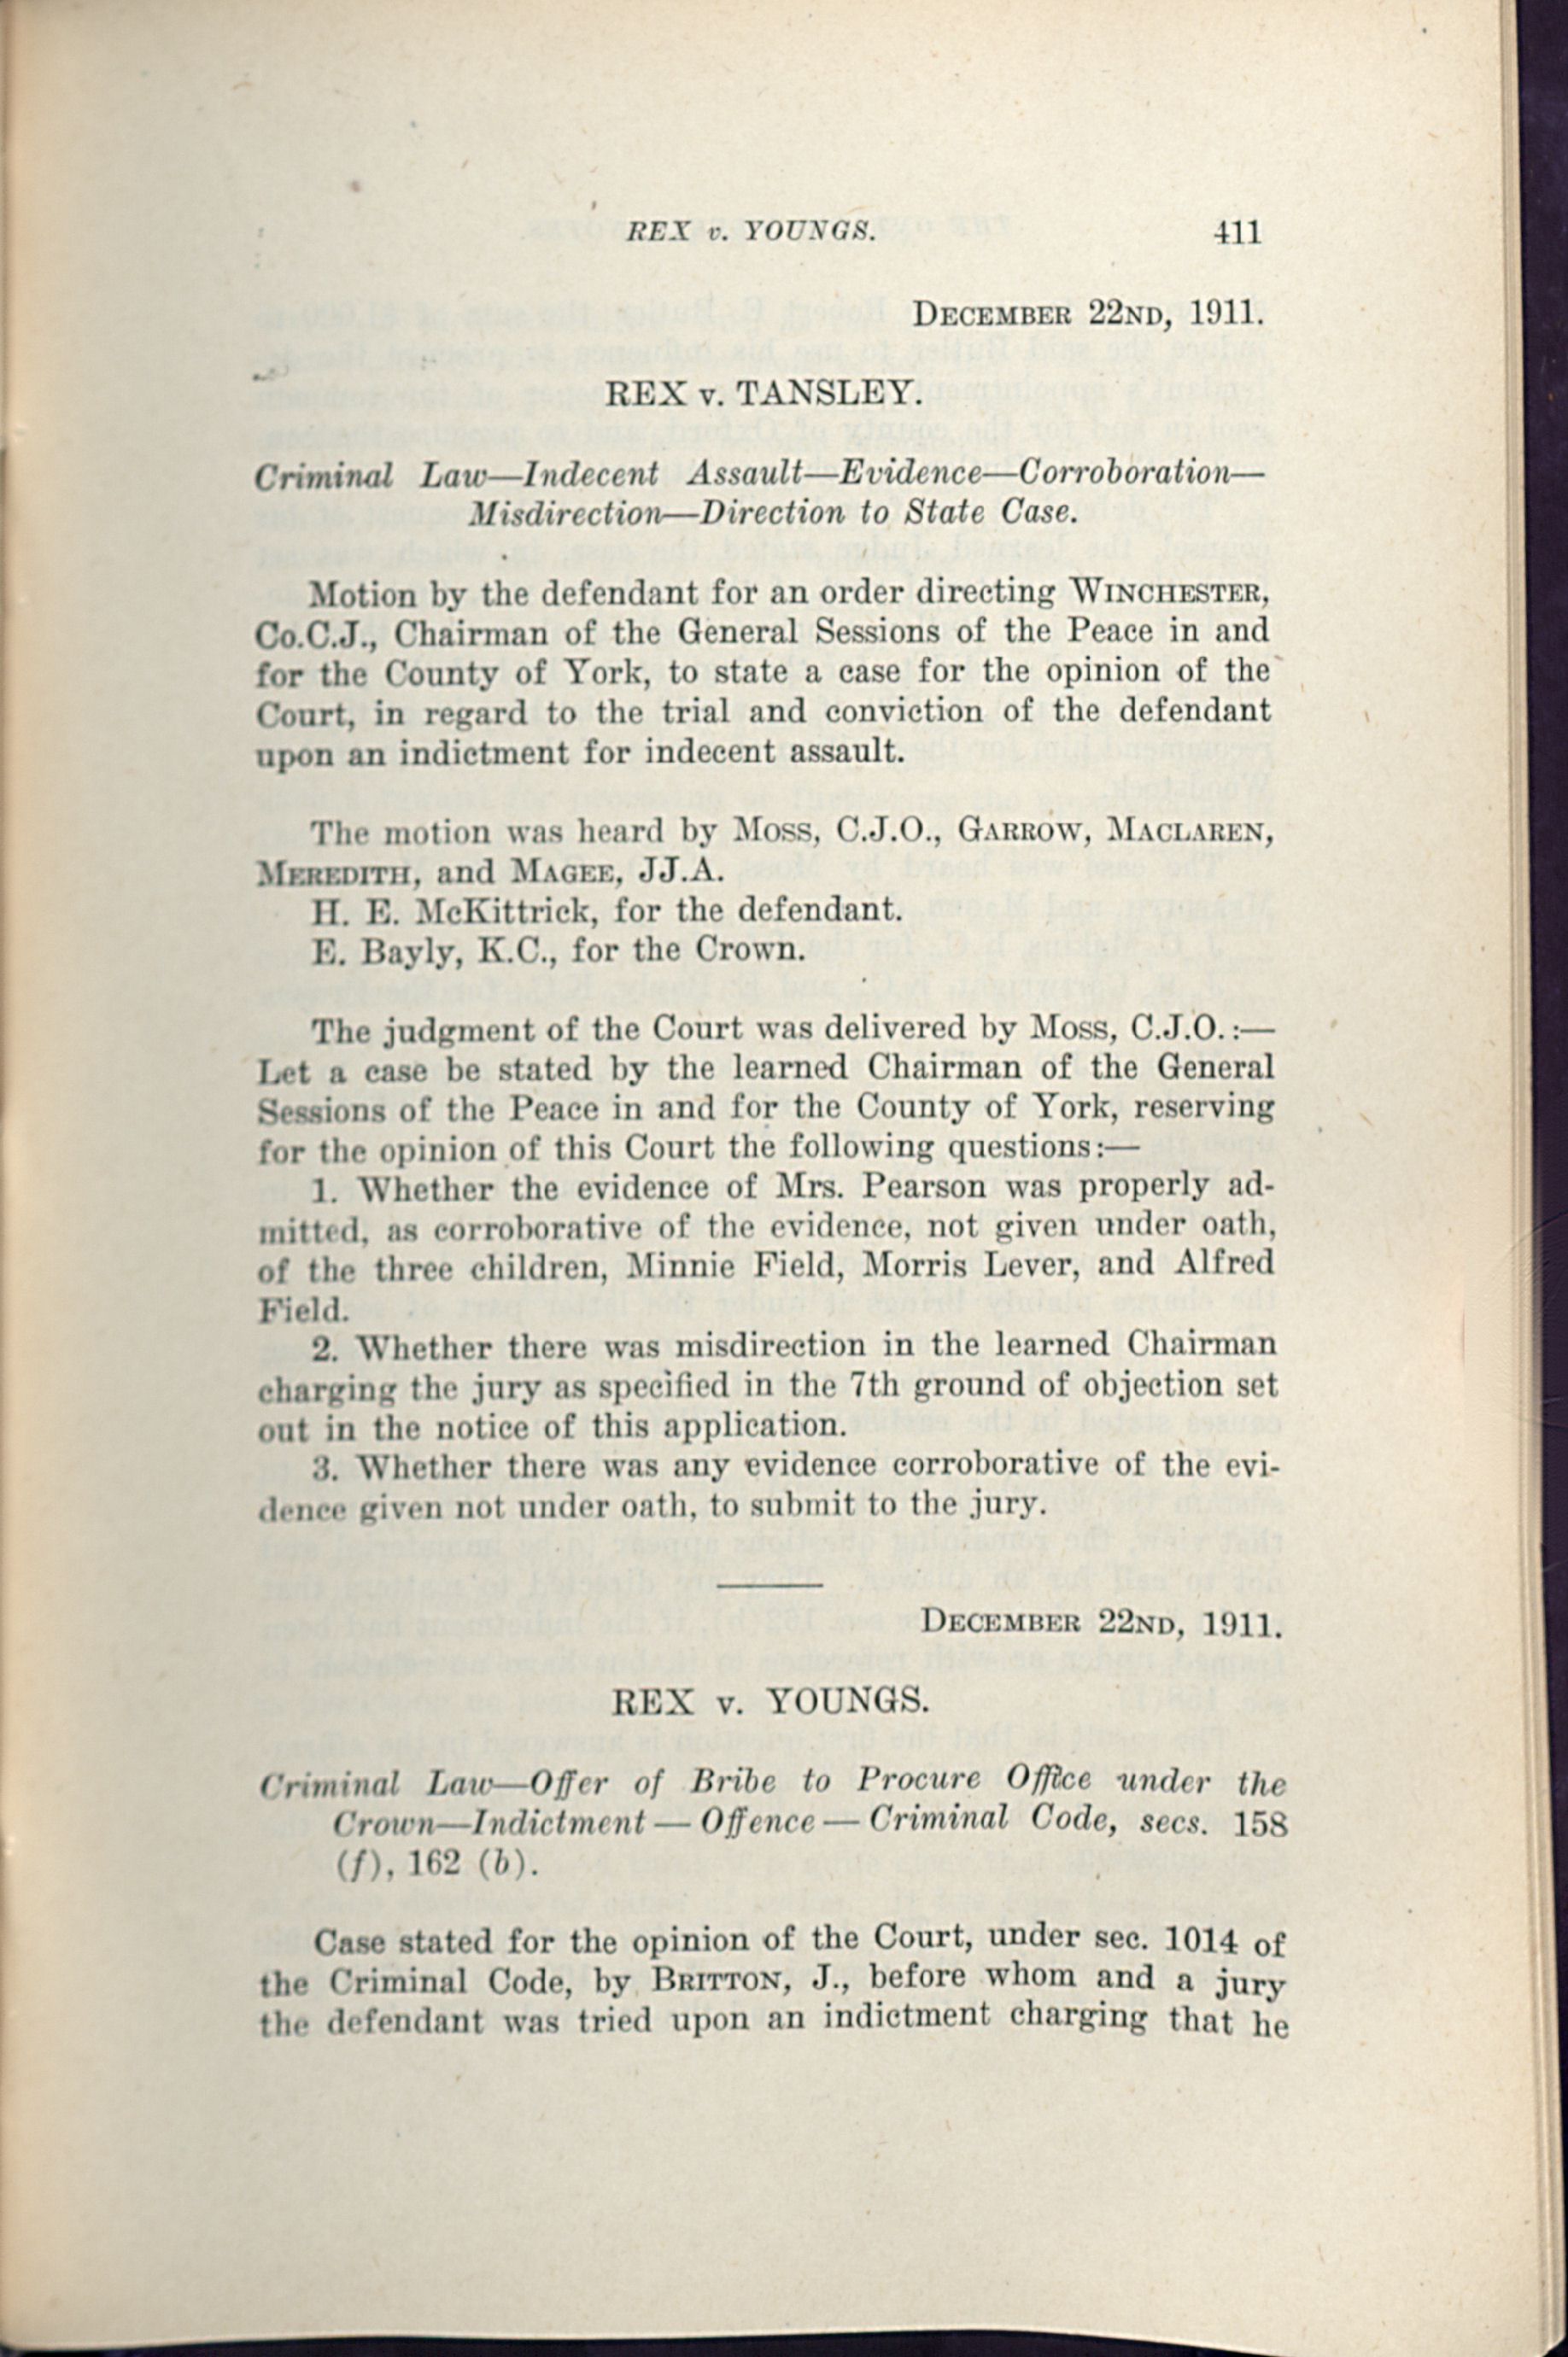 REX v. YOUNGS. 411
DECEMBER 22ND, 1911.
REX v. TANSLEY.
Criminal Law—Indecent Assault—Evidence—Corroboration—
Misdirection—Direction to State Case.
Motion by the defendant for an order directing WINCHESTER,
Co.C.J., Chairman of the General Sessions of the Peace in and
for the County of York, to state a case for the opinion of the
Court, in regard to the trial and conviction of the defendant
upon an indictment for indecent assault.
The motion was heard by Moss, C.J.O., GARROW, MACLAREN,
MEREDITH, and MAGEE, JJ.A.
H. E. McKittrick, for the defendant.
E. Bayly, K.C., for the Crown.
The judgment of the Court was delivered by Moss, C.J.O.:—
Let a case be stated by the learned Chairman of the General
Sessions of the Peace in and for the County of York, reserving
for the opinion of this Court the following questions:—
1. Whether the evidence of Mrs. Pearson was properly ad-
mitted, as corroborative of the evidence, not given under oath,
of the three children, Minnie Field, Morris Lever, and Alfred
Field.
2. Whether there was misdirection in the learned Chairman
charging the jury as specified in the 7th ground of objection set
out in the notice of this application.
3. Whether there was any evidence corroborative of the evi-
dence given not under oath, to submit to the jury.
DECEMBER 22ND, 1911.
REX v. YOUNGS.
Criminal Law—Offer of Bribe to Procure Office under the
Crown—Indictment — Offence — Criminal Code, secs. 158
(f), 162 (b).
Case stated for the opinion of the Court, under sec. 1014 of
the Criminal Code, by BRITTON, J., before whom and a jury
the defendant was tried upon an indictment charging that he